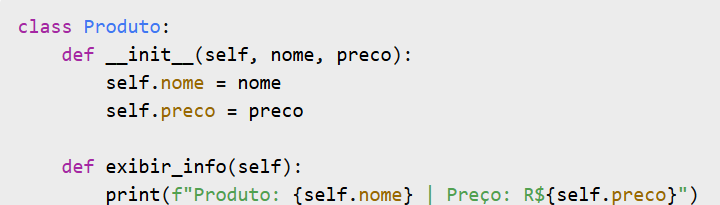 class Produto:
    def __init__(self, nome, preco):
        self.nome = nome
        self.preco = preco

    def exibir_info(self):
        print(f"Produto: {self.nome} | Preço: R${self.preco}")